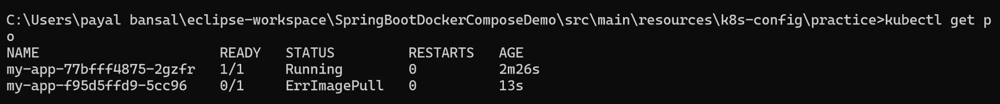 C:\Users\payal bansal\eclipse-workspace\SpringBootDockerComposeDemo\src\main\resources\k8s-config\practice>kubectl get p
o
NAME                      READY   STATUS         RESTARTS   AGE
my-app-77bfff4875-2gzfr   1/1     Running        0          2m26s
my-app-f95d5ffd9-5cc96    0/1     ErrImagePull   0          13s